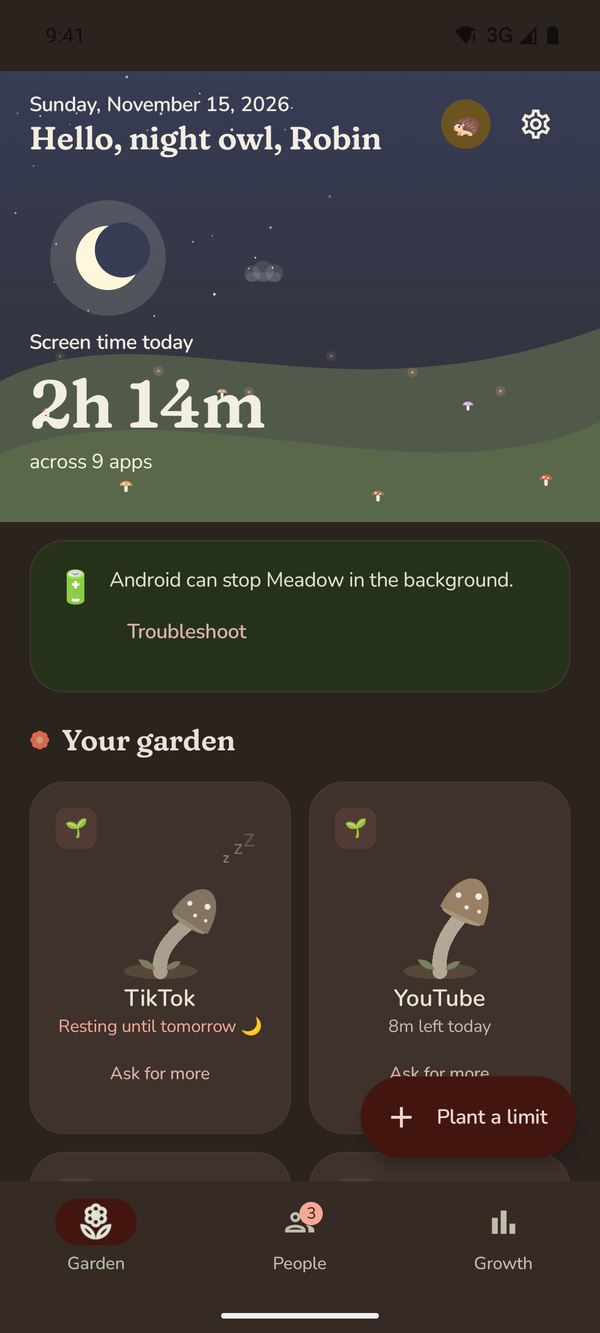 9:41
3G
Sunday, November 15, 2026
Hello, night owl, Robin
Screen time today
2h 14m
across 9 apps
Android can stop Meadow in the background.
Troubleshoot
Your garden
z z z
TikTok
Resting until tomorrow
Ask for more
YouTube
8m left today
Ask for more
Plant a limit
Garden
3
People
Growth